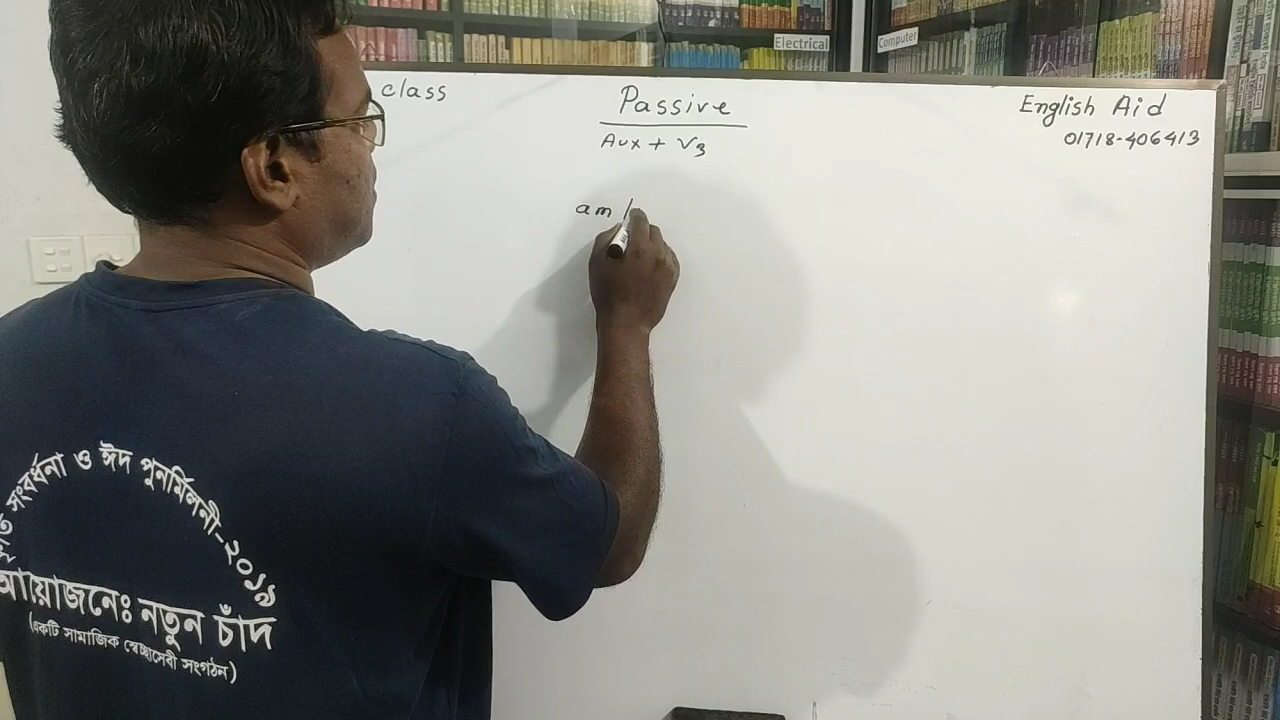 Electrical
Computer
class
Passive
Aux + V3
English Aid
01718-406413
am /
সংবর্ধনা ও ঈদ পুনর্মিলনী-২০১৯
আয়োজনেঃ নতুন চাঁদ
(একটি সামাজিক স্বেচ্ছাসেবী সংগঠন)